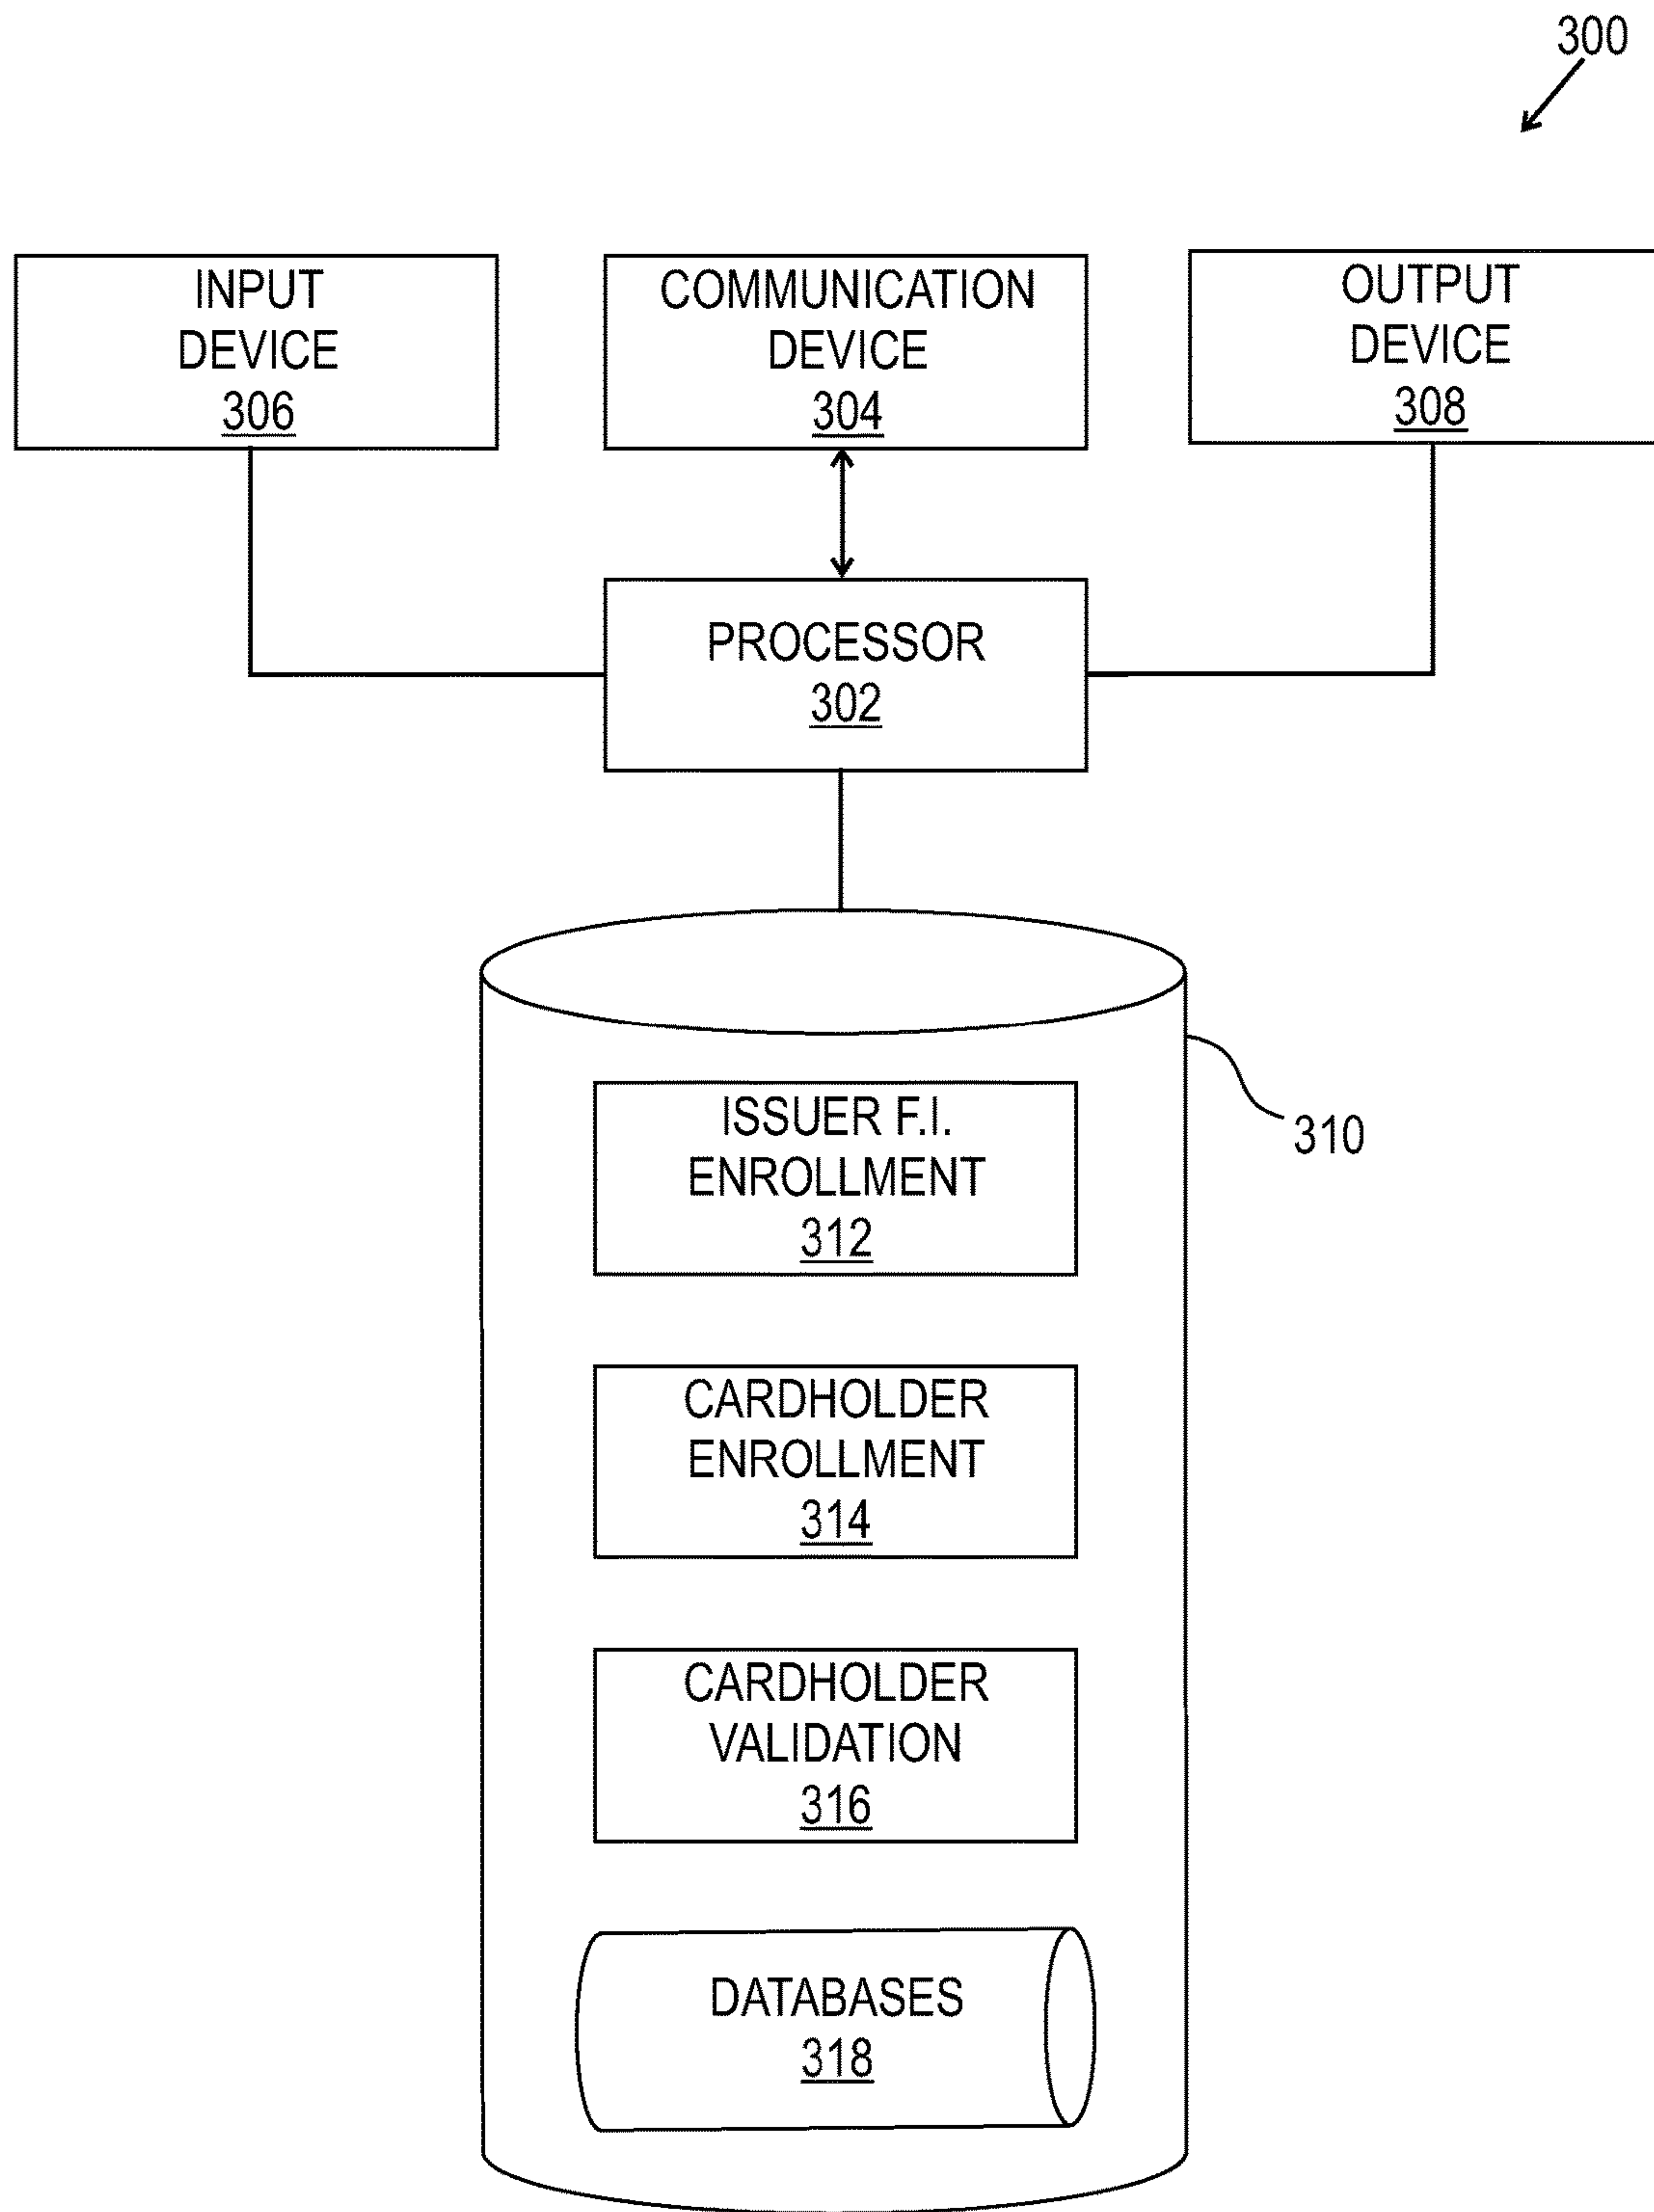 300
INPUT
DEVICE
306
COMMUNICATION
DEVICE
304
OUTPUT
DEVICE
308
PROCESSOR
302
310
ISSUER F.I.
ENROLLMENT
312
CARDHOLDER
ENROLLMENT
314
CARDHOLDER
VALIDATION
316
DATABASES
318